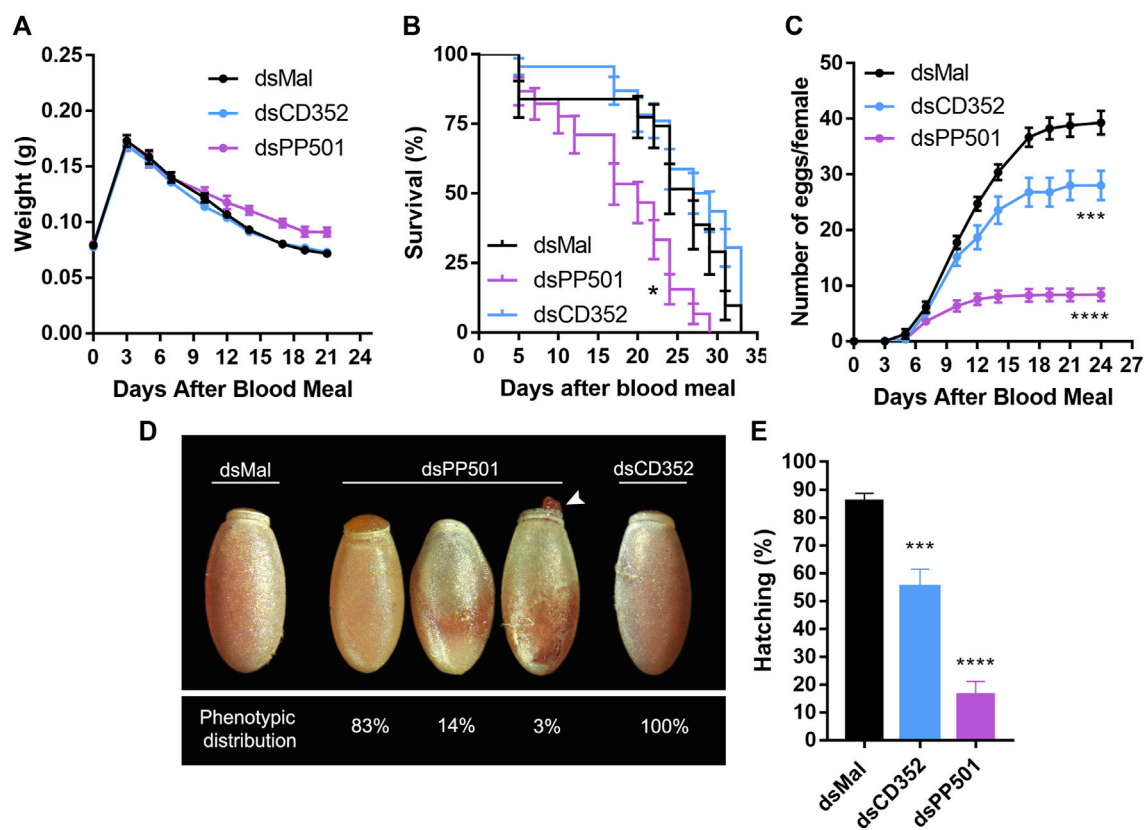 A
0.25
0.20
0.15
0.10
0.05
0.00
Weight (g)
dsMal
dsCD352
dsPP501
0 3 6 9 12 15 18 21 24
Days After Blood Meal
B
100
75
50
25
0
Survival (%)
dsMal
dsPP501
dsCD352
*
0 5 10 15 20 25 30 35
Days after blood meal
C
50
40
30
20
10
0
Number of eggs/female
dsMal
dsCD352
dsPP501
***
****
0 3 6 9 12 15 18 21 24 27
Days After Blood Meal
D
dsMal dsPP501 dsCD352
Phenotypic
distribution
83% 14% 3% 100%
E
100
90
80
70
60
50
40
30
20
10
0
Hatching (%)
***
****
dsMal
dsCD352
dsPP501